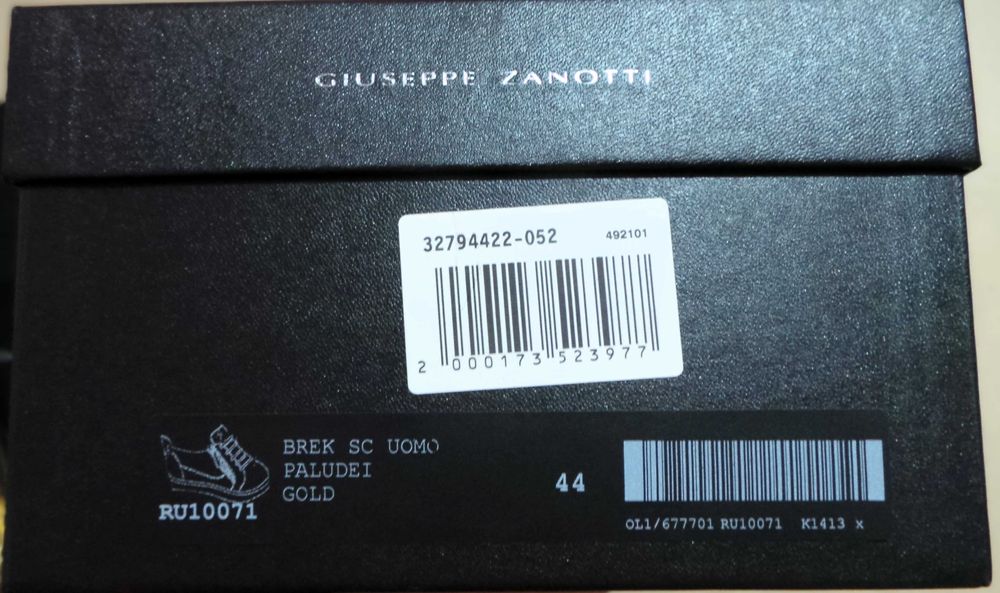 GIUSEPPE ZANOTTI
32794422-052 492101
2 000173 523977
BREK SC UOMO
PALUDEI
GOLD
44
RU10071
OL1/677701 RU10071 K1413 x